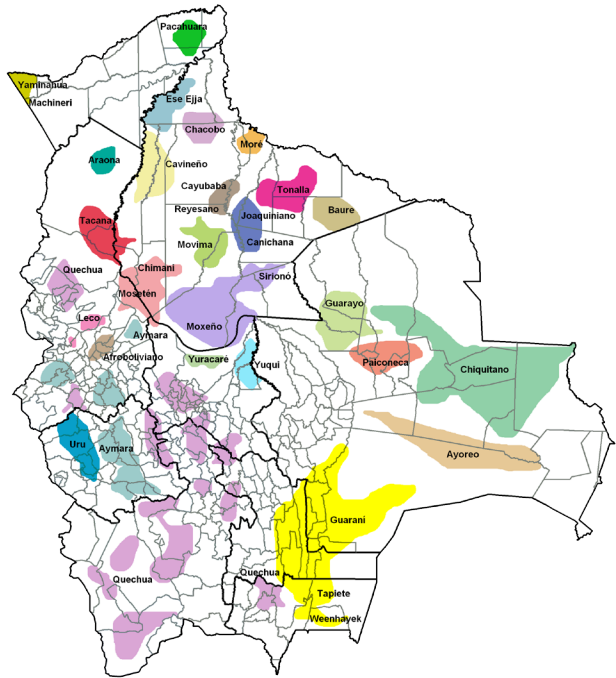 Pacahuara
Yaminahua
Machineri
Ese Ejja
Chacobo
Moré
Araona
Cavineño
Cayubaba
Tonalla
Reyesano
Joaquiniano
Baure
Tacana
Movima
Canichana
Quechua
Chimani
Sirionó
Mosetén
Guarayo
Leco
Moxeño
Aymara
Afroboliviano
Yuracaré
Yuqui
Paiconeca
Chiquitano
Uru
Aymara
Ayoreo
Guaraní
Quechua
Quechua
Tapiete
Weenhayek